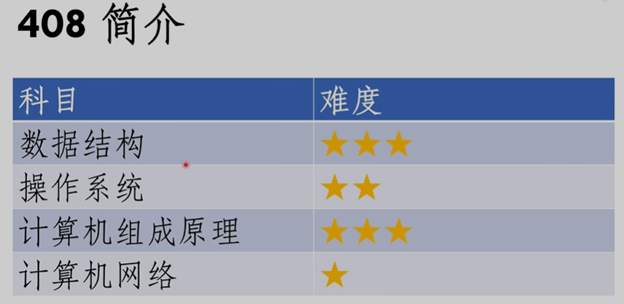 408 简介
科目 难度
数据结构 ★★★
操作系统 ★★
计算机组成原理 ★★★
计算机网络 ★